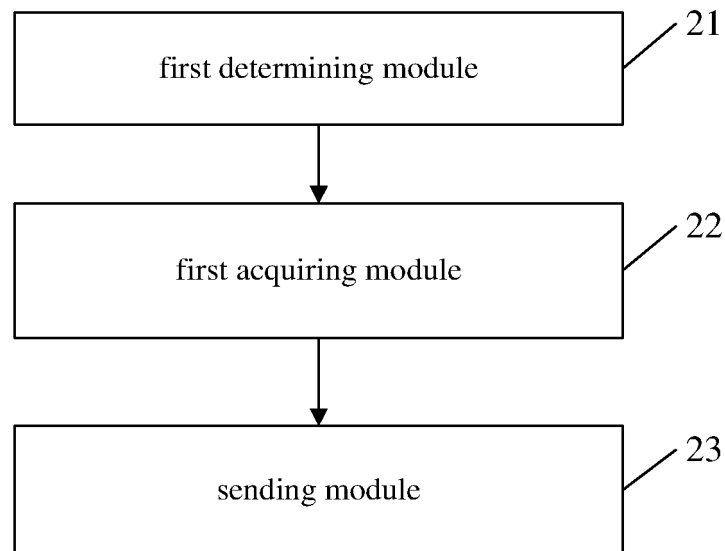 21
first determining module
22
first acquiring module
23
sending module